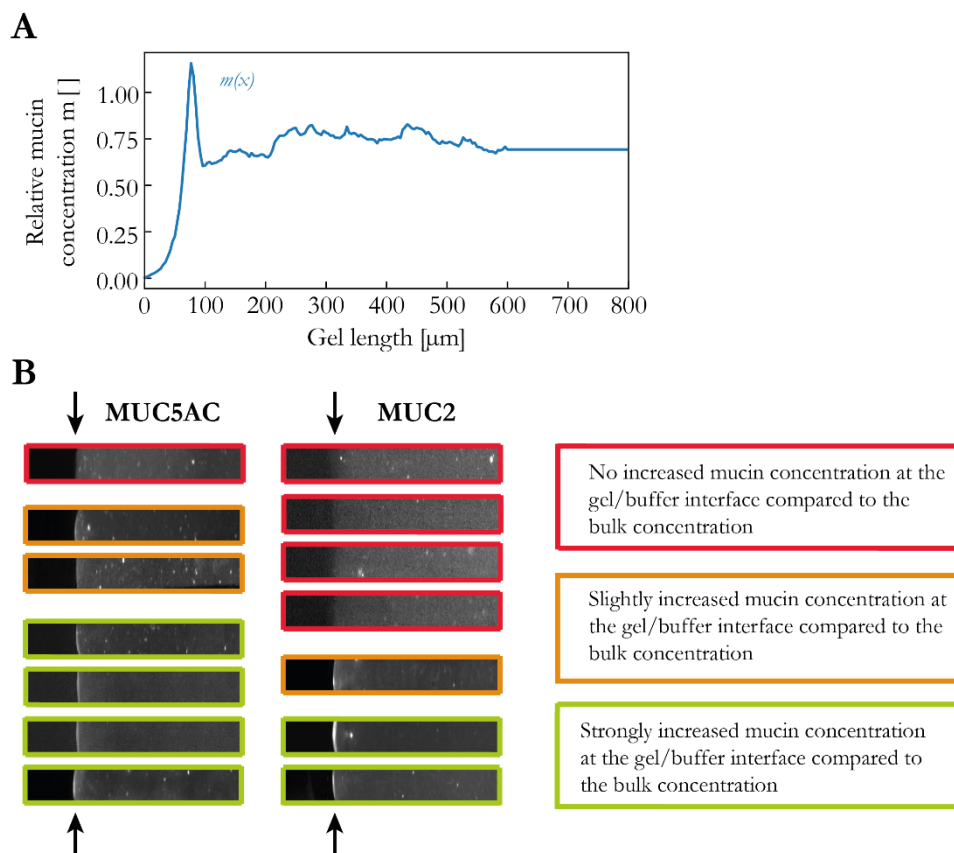 A
Relative mucin
concentration m [ ]
m(x)
1.00
0.75
0.50
0.25
0.00
0 100 200 300 400 500 600 700 800
Gel length [μm]
B
MUC5AC
MUC2
No increased mucin concentration at the
gel/buffer interface compared to the
bulk concentration
Slightly increased mucin concentration at
the gel/buffer interface compared to the
bulk concentration
Strongly increased mucin concentration
at the gel/buffer interface compared to
the bulk concentration